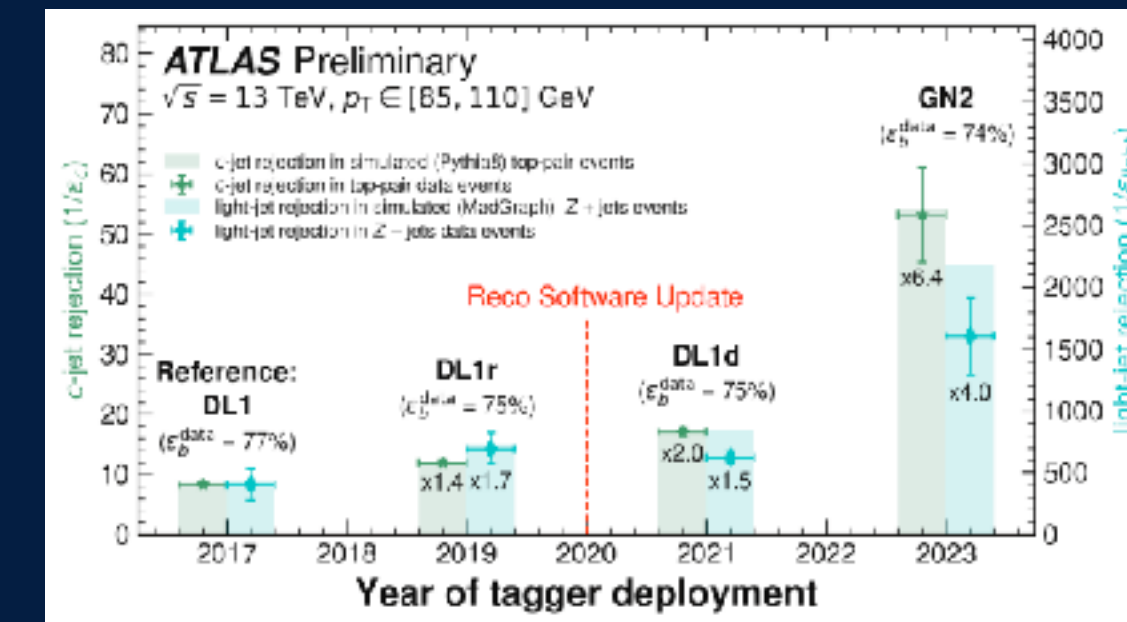 ATLAS Preliminary
√s = 13 TeV, pT ∈ [85, 110] GeV
c-jet rejection in simulated (Pythia8) top-pair events
c-jet rejection in top-pair data events
light-jet rejection in simulated (MadGraph) Z + jets events
light-jet rejection in Z + jets data events
Reco Software Update
Reference:
DL1
(ε_b^data = 77%)
DL1r
(ε_b^data = 75%)
x1.4 x1.7
DL1d
(ε_b^data = 75%)
x2.0
x1.5
GN2
(ε_b^data = 74%)
x6.4
x4.0
c-jet rejection (1/ε_c)
80
70
60
50
40
30
20
10
0
light-jet rejection
4000
3500
3000
2500
2000
1500
1000
500
0
2017 2018 2019 2020 2021 2022 2023
Year of tagger deployment